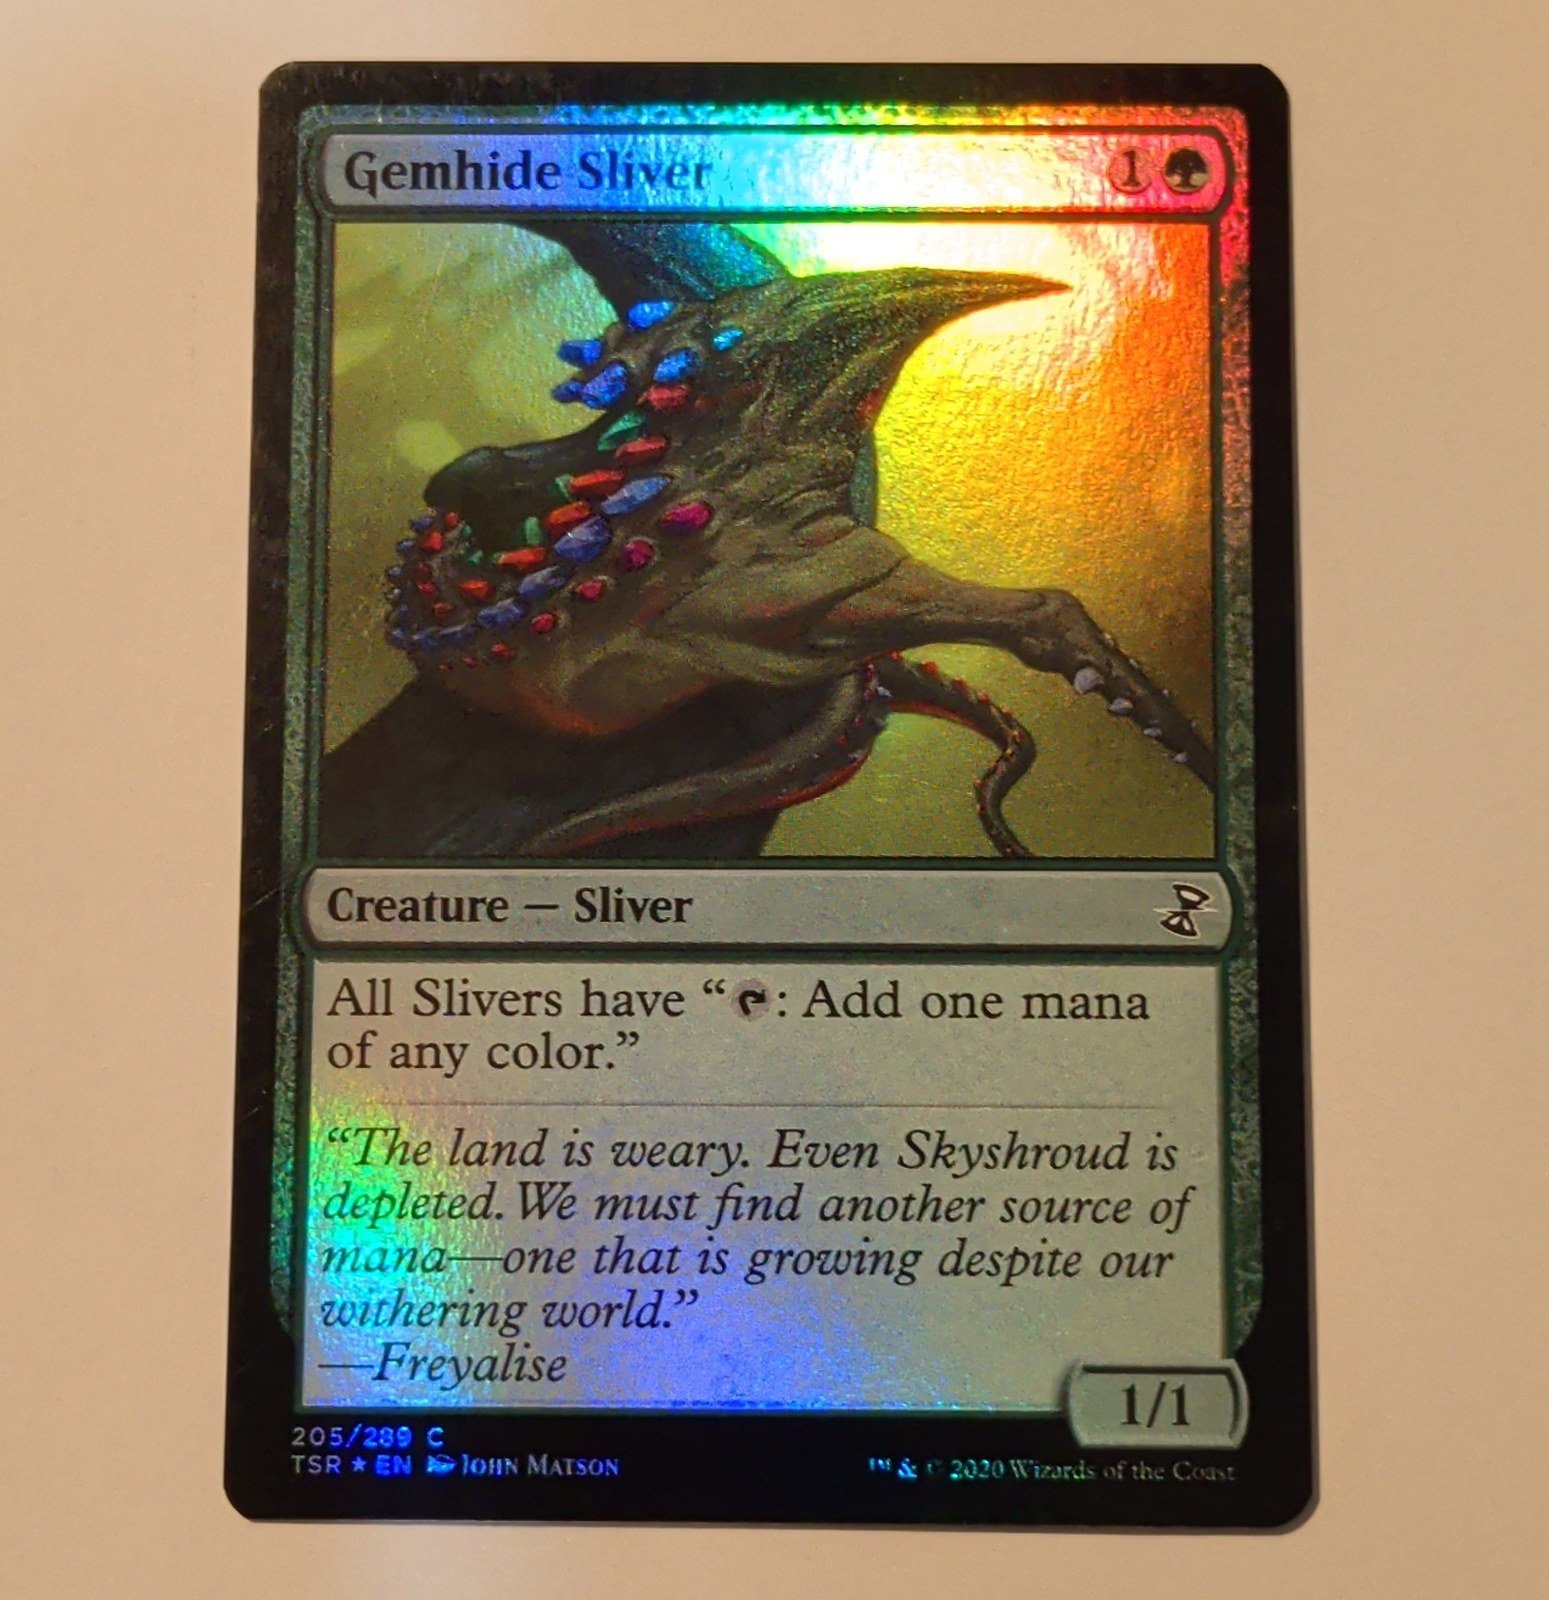 Gemhide Sliver 1
Creature — Sliver
All Slivers have “: Add one mana
of any color.”
“The land is weary. Even Skyshroud is
depleted. We must find another source of
mana—one that is growing despite our
withering world.”
—Freyalise
1/1
205/289 C
TSR ★ EN John Matson
™ & © 2020 Wizards of the Coast